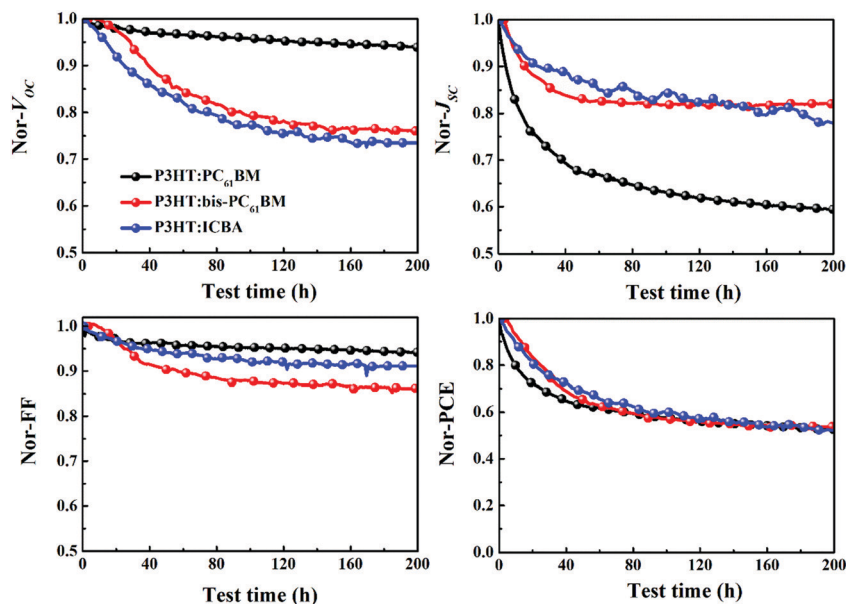 Nor-V_OC
1.0
0.9
0.8
0.7
0.6
0.5
P3HT:PC₆₁BM
P3HT:bis-PC₆₁BM
P3HT:ICBA
0 40 80 120 160 200
Test time (h)
Nor-J_SC
1.0
0.9
0.8
0.7
0.6
0.5
0 40 80 120 160 200
Test time (h)
Nor-FF
1.0
0.9
0.8
0.7
0.6
0.5
40 80 120 160 200
Test time (h)
Nor-PCE
1.0
0.8
0.6
0.4
0.2
0.0
0 40 80 120 160 200
Test time (h)